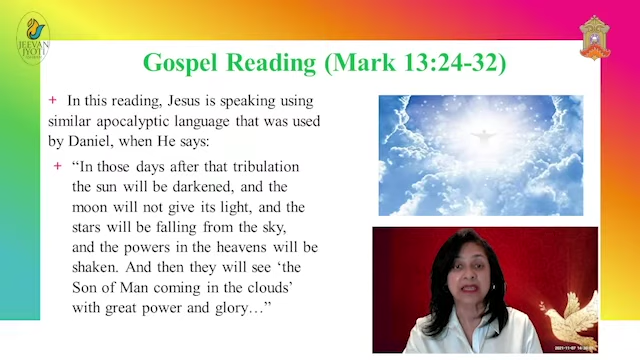 JEEVAN
JYOTI
Gospel Reading (Mark 13:24-32)
+ In this reading, Jesus is speaking using
similar apocalyptic language that was used
by Daniel, when He says:
+ “In those days after that tribulation
the sun will be darkened, and the
moon will not give its light, and the
stars will be falling from the sky,
and the powers in the heavens will be
shaken. And then they will see ‘the
Son of Man coming in the clouds’
with great power and glory…”